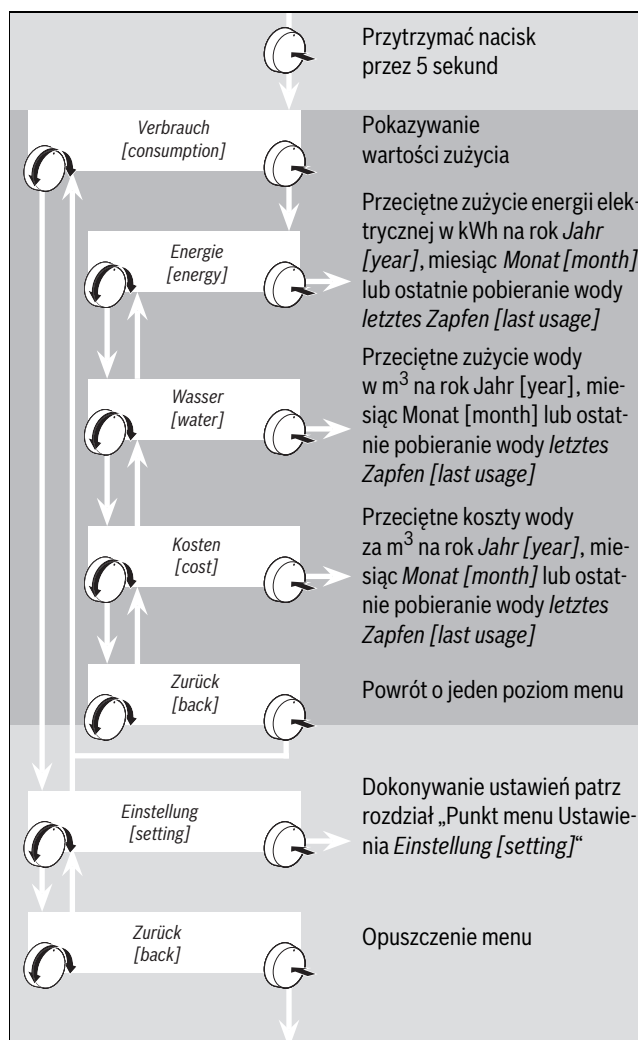 Przytrzymać nacisk
przez 5 sekund
Verbrauch
[consumption]
Pokazywanie
wartości zużycia
Energie
[energy]
Przeciętne zużycie energii elek-
trycznej w kWh na rok Jahr
[year], miesiąc Monat [month]
lub ostatnie pobieranie wody
letztes Zapfen [last usage]
Wasser
[water]
Przeciętne zużycie wody
w m³ na rok Jahr [year], mie-
siąc Monat [month] lub ostat-
nie pobieranie wody letztes
Zapfen [last usage]
Kosten
[cost]
Przeciętne koszty wody
za m³ na rok Jahr [year], mie-
siąc Monat [month] lub ostat-
nie pobieranie wody letztes
Zapfen [last usage]
Zurück
[back]
Powrót o jeden poziom menu
Einstellung
[setting]
Dokonywanie ustawień patrz
rozdział „Punkt menu Ustawie-
nia Einstellung [setting]“
Zurück
[back]
Opuszczenie menu